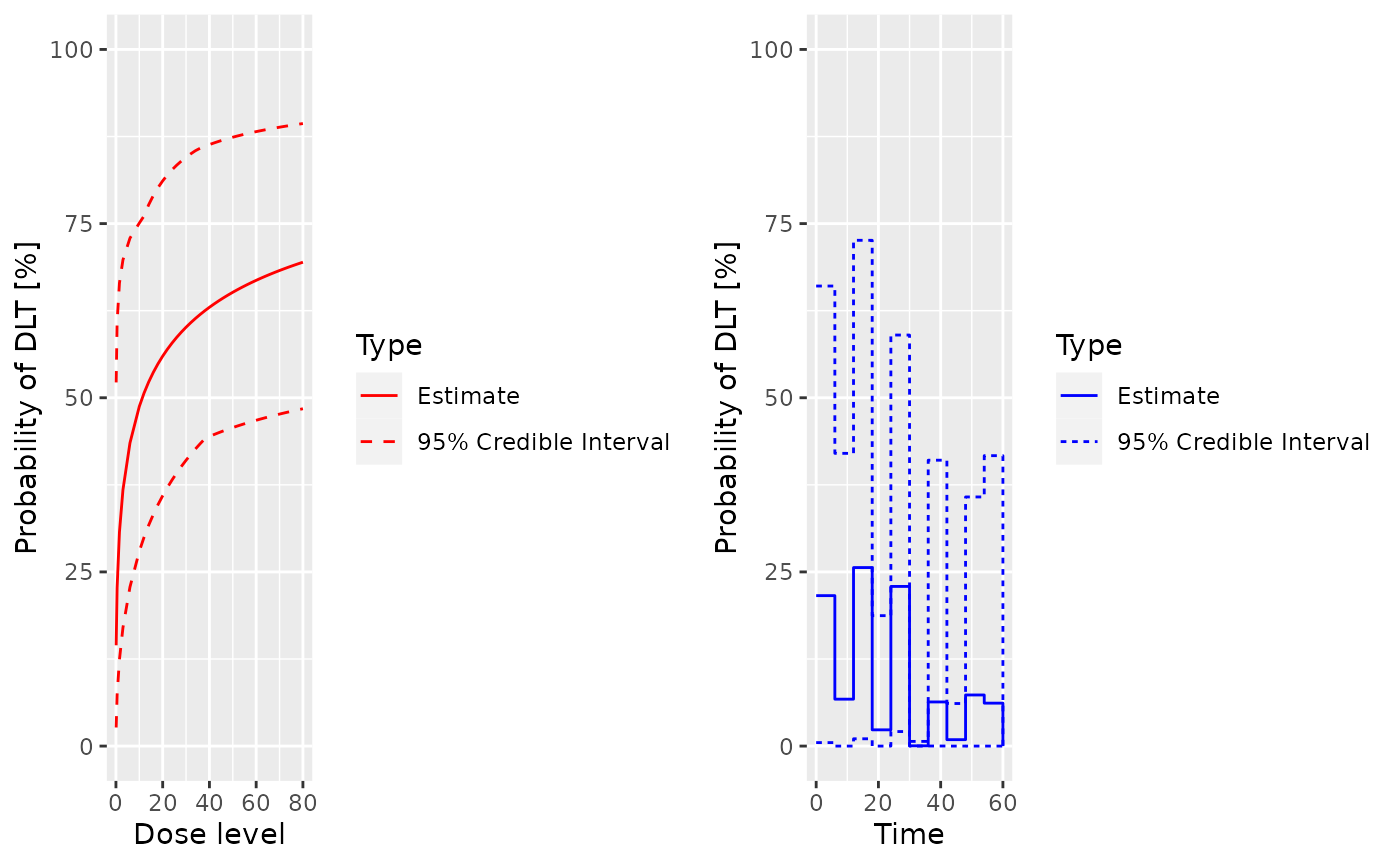 100
75
50
25
0
Probability of DLT [%]
0 20 40 60 80
Dose level
Type
Estimate
95% Credible Interval
100
75
50
25
0
Probability of DLT [%]
0 20 40 60
Time
Type
Estimate
95% Credible Interval